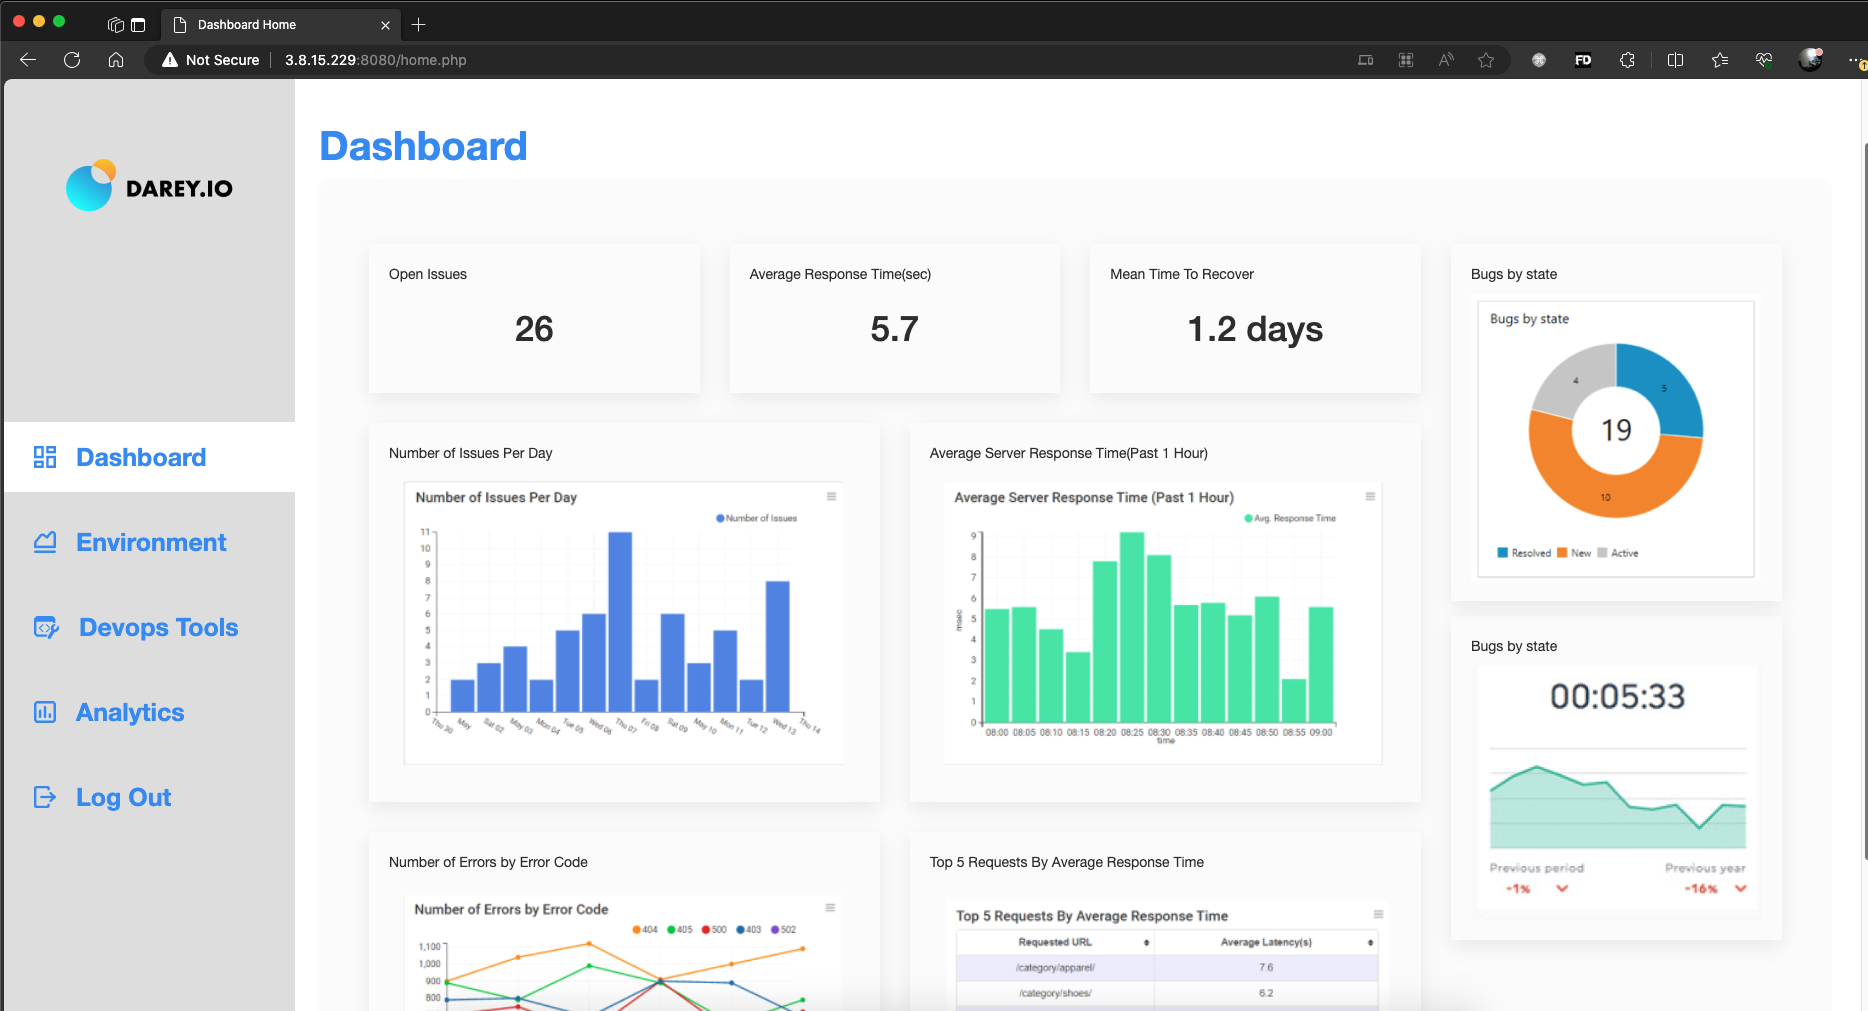 Dashboard Home
Not Secure
3.8.15.229:8080/home.php
FD
DAREY.IO
Dashboard
Environment
Devops Tools
Analytics
Log Out
Dashboard
Open Issues
26
Average Response Time(sec)
5.7
Mean Time To Recover
1.2 days
Bugs by state
Bugs by state
4
5
19
10
Resolved New Active
Number of Issues Per Day
Number of Issues Per Day
Number of Issues
11
10
9
8
7
6
5
4
3
2
1
0
Thu 30 May Sat 02 May 03 Mon 04 Tue 05 Wed 06 Thu 07 Fri 08 Sat 09 May 10 Mon 11 Tue 12 Wed 13 Thu 14
Average Server Response Time(Past 1 Hour)
Average Server Response Time (Past 1 Hour)
Avg. Response Time
9
8
7
6
5
4
3
2
1
0
msec
08:00 08:05 08:10 08:15 08:20 08:25 08:30 08:35 08:40 08:45 08:50 08:55 09:00
time
Bugs by state
00:05:33
Previous period Previous year
-1% -16%
Number of Errors by Error Code
Number of Errors by Error Code
404 405 500 403 502
1,100
1,000
900
800
Top 5 Requests By Average Response Time
Top 5 Requests By Average Response Time
Requested URL Average Latency(s)
/category/apparel/ 7.6
/category/shoes/ 6.2